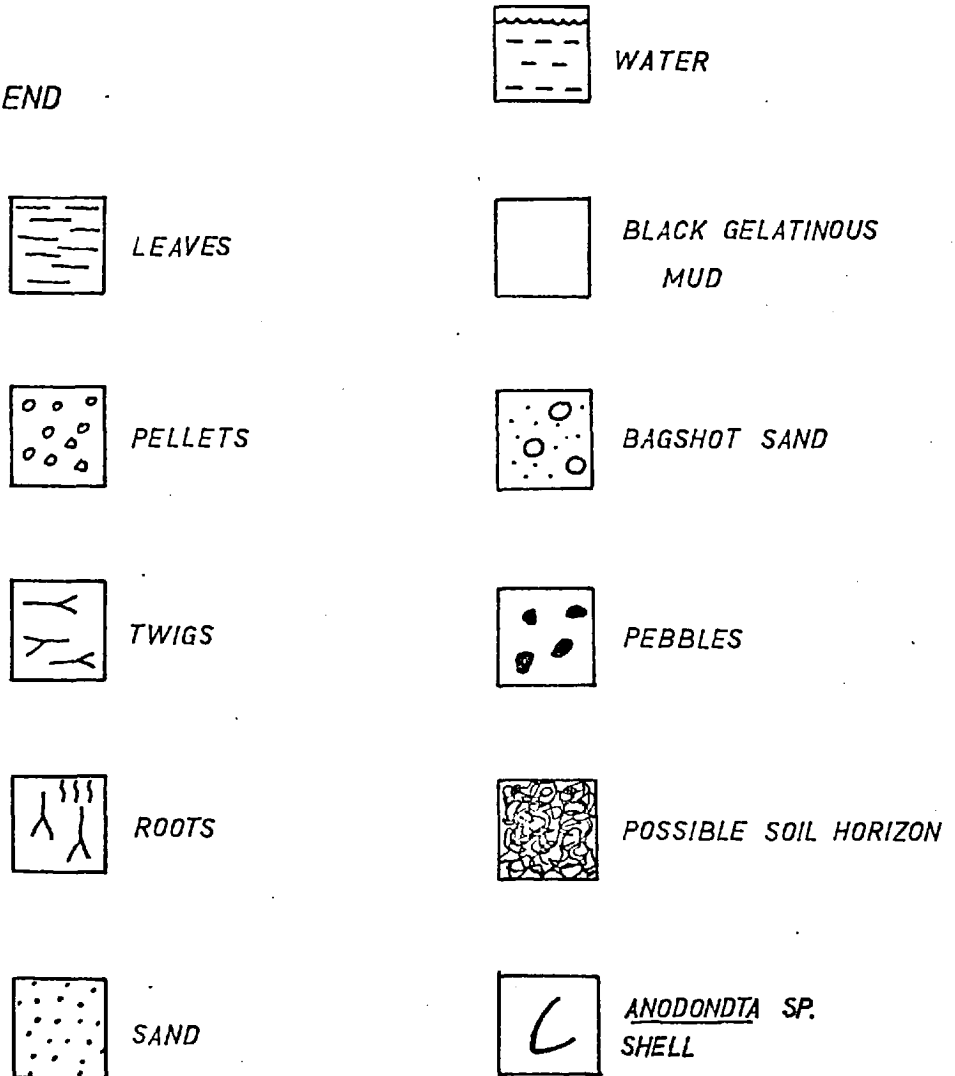 END
LEAVES
PELLETS
TWIGS
ROOTS
SAND
WATER
BLACK GELATINOUS
MUD
BAGSHOT SAND
PEBBLES
POSSIBLE SOIL HORIZON
ANODONDTA SP.
SHELL